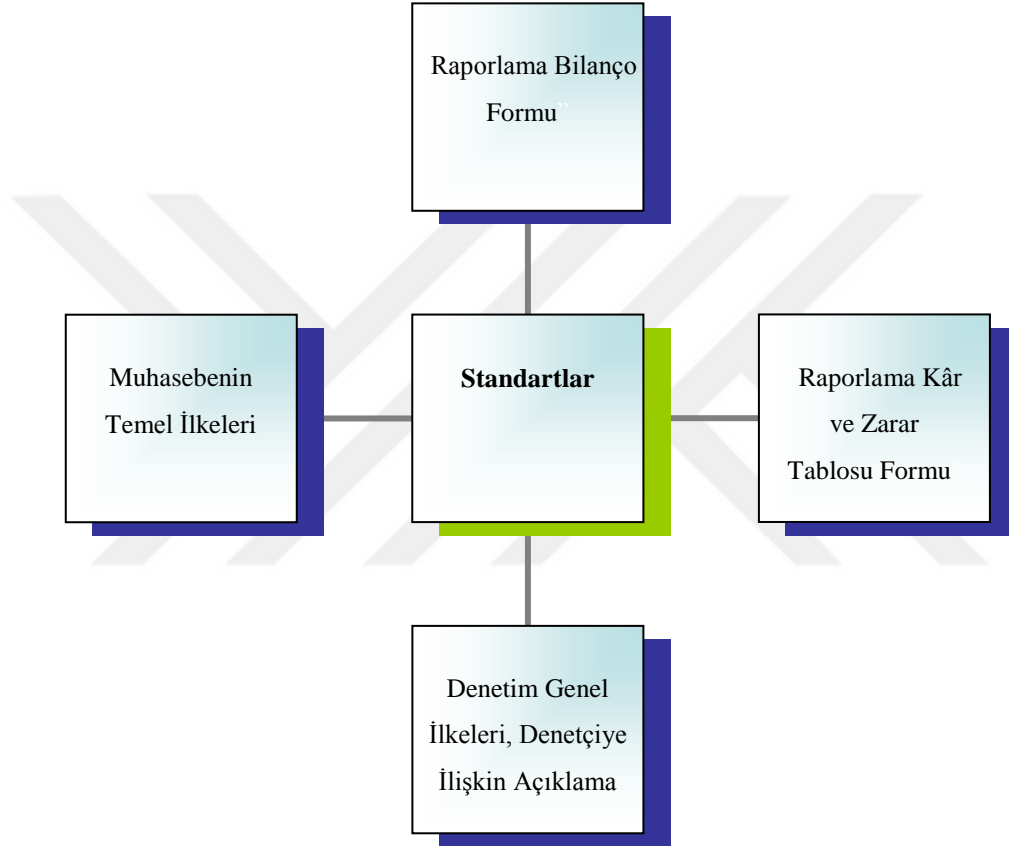 Raporlama Bilanço
Formu”
Muhasebenin
Temel İlkeleri
Standartlar
Raporlama Kâr
ve Zarar
Tablosu Formu
Denetim Genel
İlkeleri, Denetçiye
İlişkin Açıklama